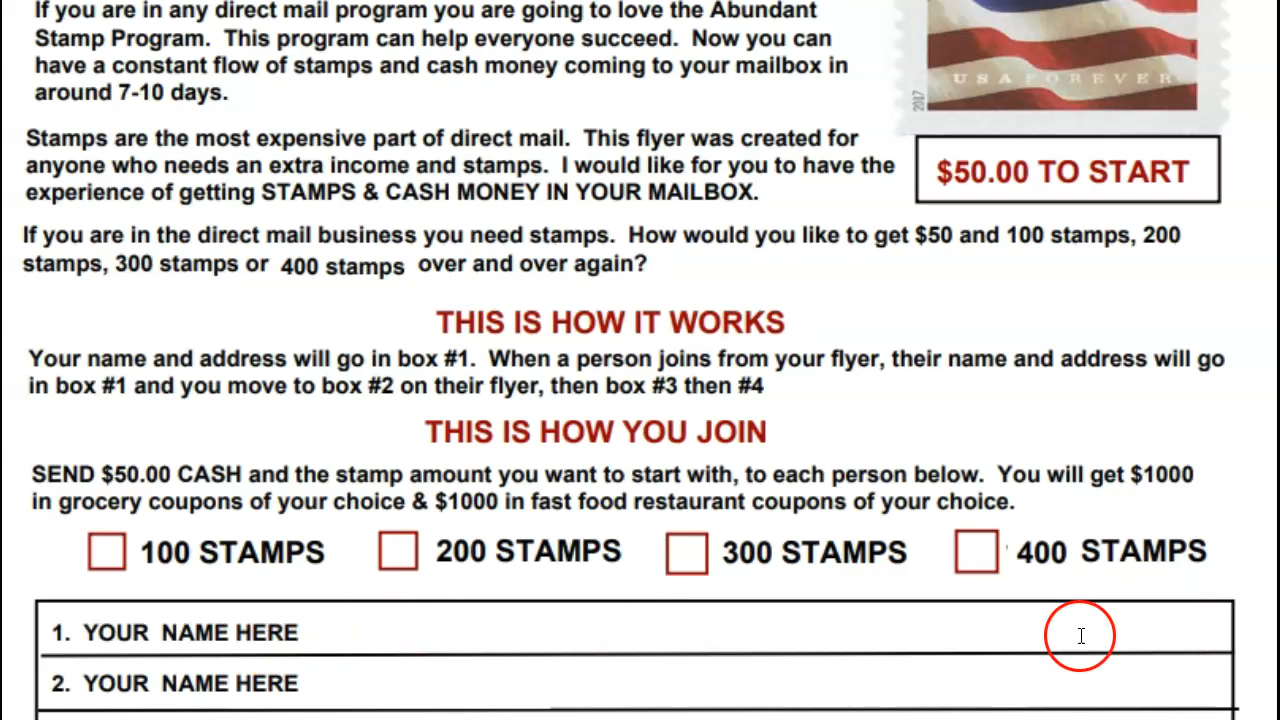 If you are in any direct mail program you are going to love the Abundant
Stamp Program. This program can help everyone succeed. Now you can
have a constant flow of stamps and cash money coming to your mailbox in
around 7-10 days.
USA FOREVER
2017
Stamps are the most expensive part of direct mail. This flyer was created for
anyone who needs an extra income and stamps. I would like for you to have the
experience of getting STAMPS & CASH MONEY IN YOUR MAILBOX.
$50.00 TO START
If you are in the direct mail business you need stamps. How would you like to get $50 and 100 stamps, 200
stamps, 300 stamps or 400 stamps over and over again?
THIS IS HOW IT WORKS
Your name and address will go in box #1. When a person joins from your flyer, their name and address will go
in box #1 and you move to box #2 on their flyer, then box #3 then #4
THIS IS HOW YOU JOIN
SEND $50.00 CASH and the stamp amount you want to start with, to each person below. You will get $1000
in grocery coupons of your choice & $1000 in fast food restaurant coupons of your choice.
100 STAMPS 200 STAMPS 300 STAMPS 400 STAMPS
1. YOUR NAME HERE
2. YOUR NAME HERE